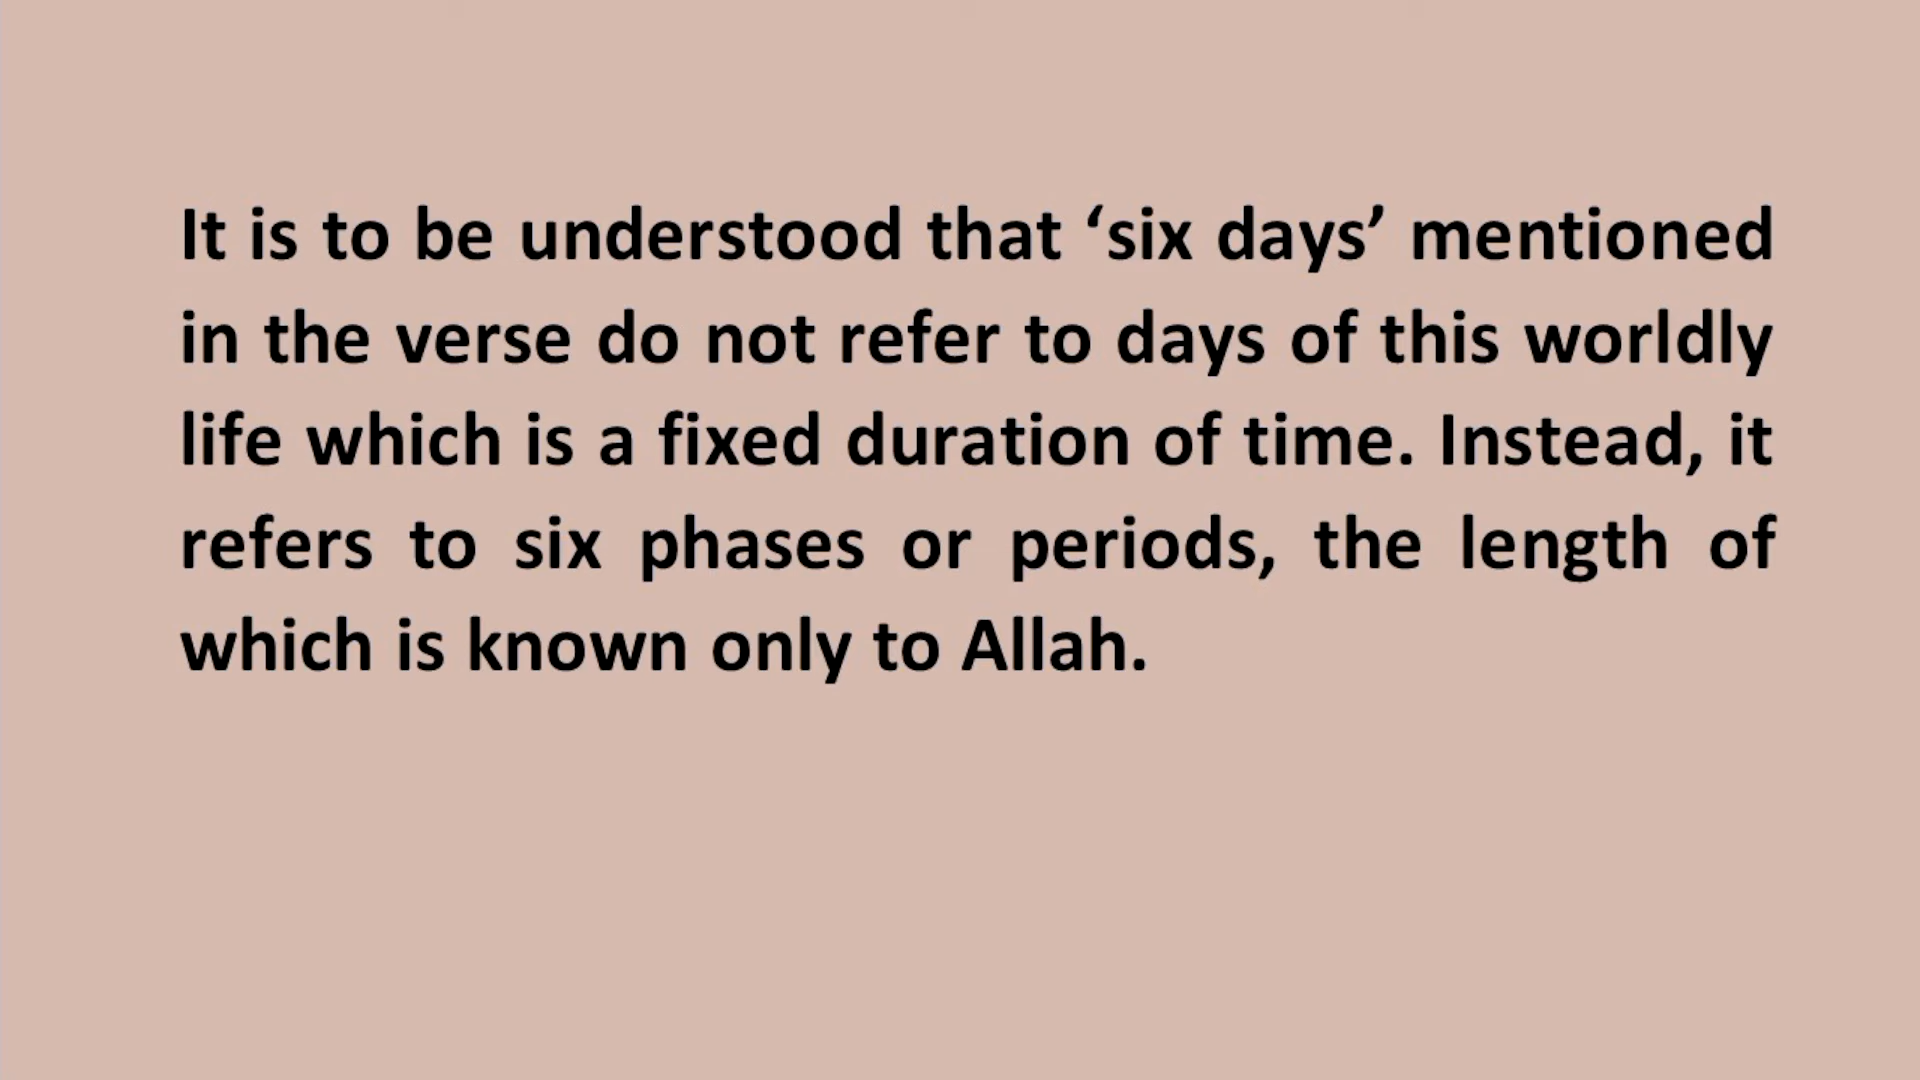 It is to be understood that ‘six days’ mentioned
in the verse do not refer to days of this worldly
life which is a fixed duration of time. Instead, it
refers to six phases or periods, the length of
which is known only to Allah.